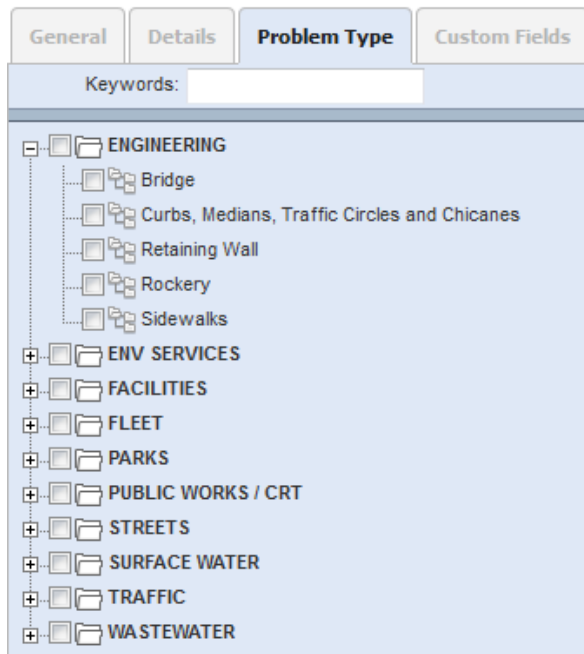 General Details Problem Type Custom Fields
Keywords:
ENGINEERING
Bridge
Curbs, Medians, Traffic Circles and Chicanes
Retaining Wall
Rockery
Sidewalks
ENV SERVICES
FACILITIES
FLEET
PARKS
PUBLIC WORKS / CRT
STREETS
SURFACE WATER
TRAFFIC
WASTEWATER